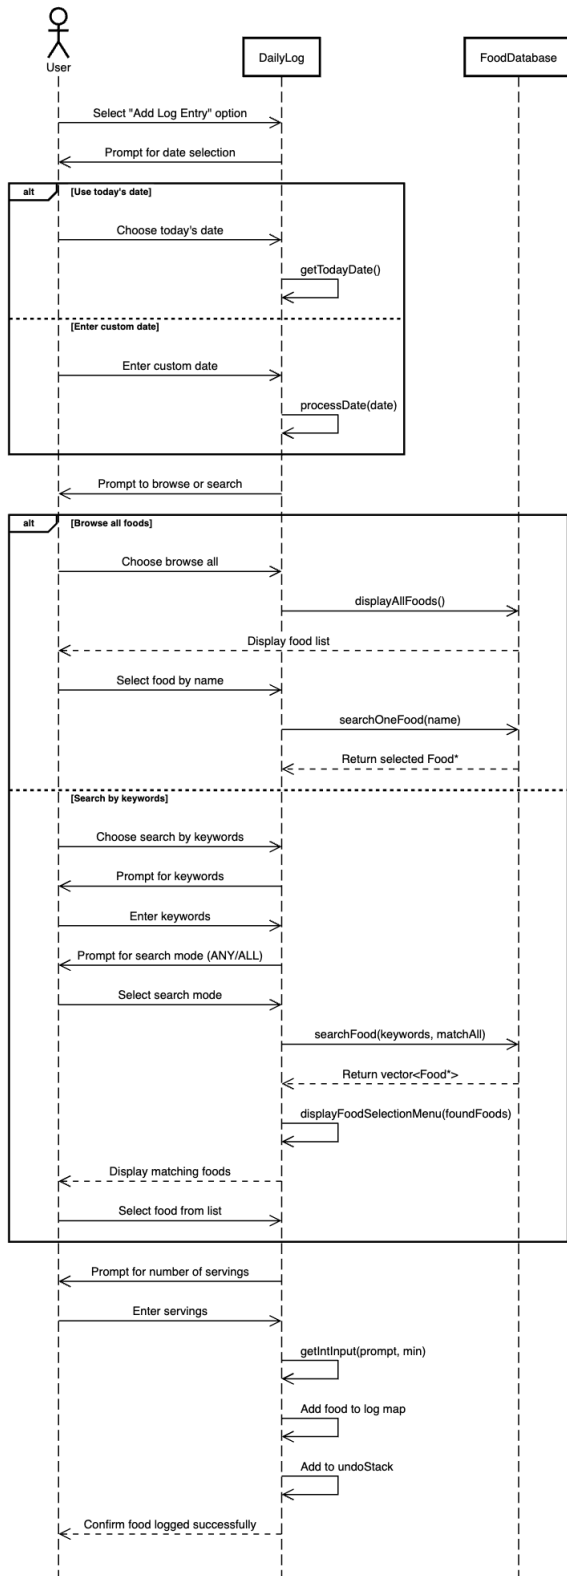 User
DailyLog
FoodDatabase
Select "Add Log Entry" option
Prompt for date selection
alt
[Use today's date]
Choose today's date
getTodayDate()
[Enter custom date]
Enter custom date
processDate(date)
Prompt to browse or search
alt
[Browse all foods]
Choose browse all
displayAllFoods()
Display food list
Select food by name
searchOneFood(name)
Return selected Food*
[Search by keywords]
Choose search by keywords
Prompt for keywords
Enter keywords
Prompt for search mode (ANY/ALL)
Select search mode
searchFood(keywords, matchAll)
Return vector<Food*>
displayFoodSelectionMenu(foundFoods)
Display matching foods
Select food from list
Prompt for number of servings
Enter servings
getIntInput(prompt, min)
Add food to log map
Add to undoStack
Confirm food logged successfully